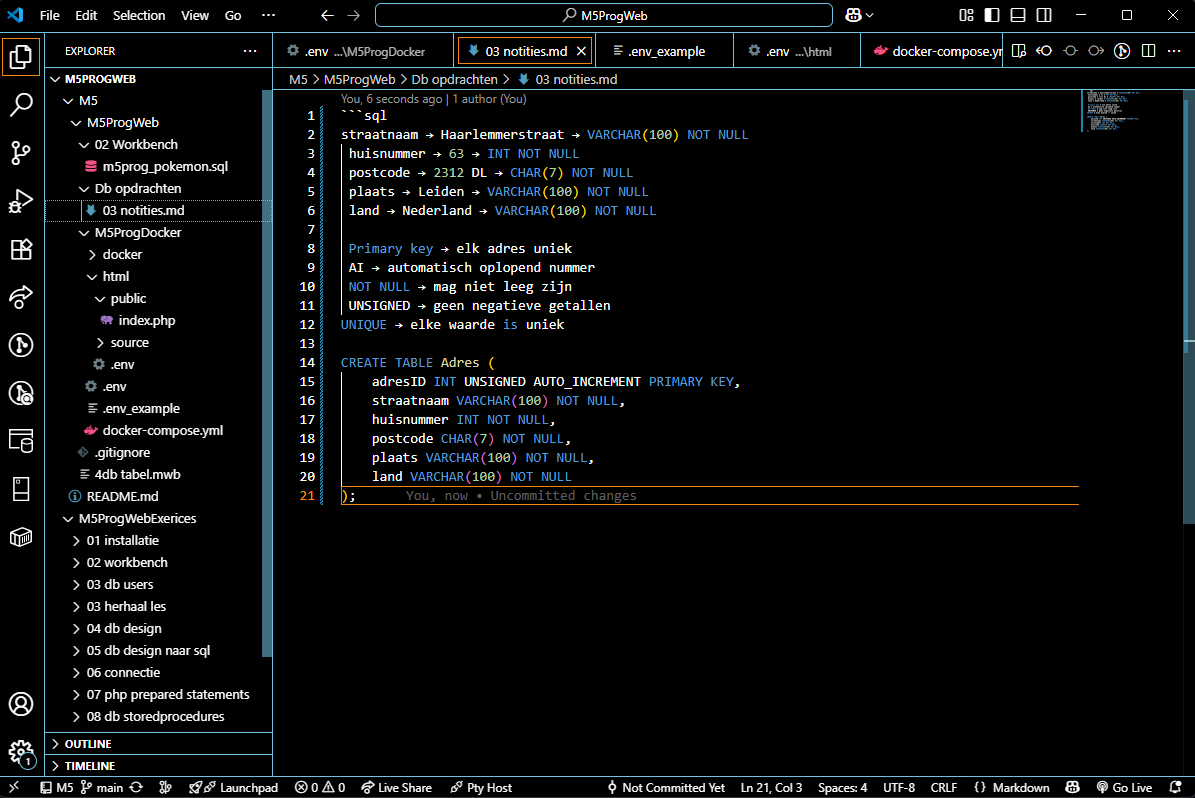 File Edit Selection View Go ··· M5ProgWeb
EXPLORER ···
M5PROGWEB
M5
M5ProgWeb
02 Workbench
m5prog_pokemon.sql
Db opdrachten
03 notities.md
M5ProgDocker
docker
html
public
index.php
source
.env
.env
.env_example
docker-compose.yml
.gitignore
4db tabel.mwb
README.md
M5ProgWebExerices
01 installatie
02 workbench
03 db users
03 herhaal les
04 db design
05 db design naar sql
06 connectie
07 php prepared statements
08 db storedprocedures
OUTLINE
TIMELINE
.env ...\M5ProgDocker 03 notities.md .env_example .env ...\html docker-compose.yr
M5 > M5ProgWeb > Db opdrachten > 03 notities.md
You, 6 seconds ago | 1 author (You)
1 ```sql
2 straatnaam → Haarlemmerstraat → VARCHAR(100) NOT NULL
3 huisnummer → 63 → INT NOT NULL
4 postcode → 2312 DL → CHAR(7) NOT NULL
5 plaats → Leiden → VARCHAR(100) NOT NULL
6 land → Nederland → VARCHAR(100) NOT NULL
7
8 Primary key → elk adres uniek
9 AI → automatisch oplopend nummer
10 NOT NULL → mag niet leeg zijn
11 UNSIGNED → geen negatieve getallen
12 UNIQUE → elke waarde is uniek
13
14 CREATE TABLE Adres (
15 adresID INT UNSIGNED AUTO_INCREMENT PRIMARY KEY,
16 straatnaam VARCHAR(100) NOT NULL,
17 huisnummer INT NOT NULL,
18 postcode CHAR(7) NOT NULL,
19 plaats VARCHAR(100) NOT NULL,
20 land VARCHAR(100) NOT NULL
21 ); You, now • Uncommitted changes
1
M5 main Launchpad 0 0 Live Share Pty Host Not Committed Yet Ln 21, Col 3 Spaces: 4 UTF-8 CRLF {} Markdown Go Live